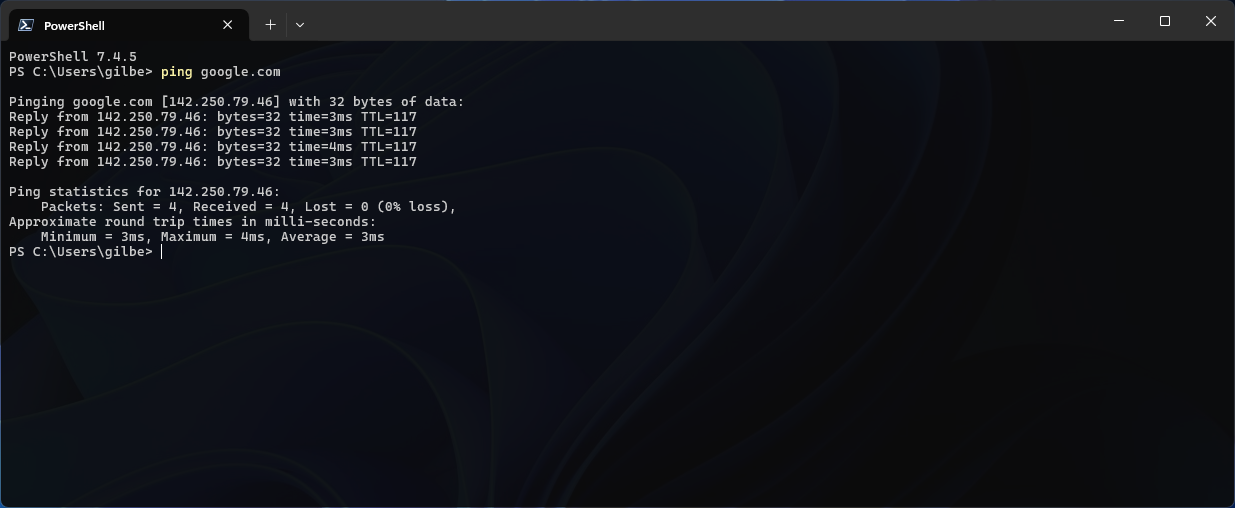 PowerShell
PowerShell 7.4.5
PS C:\Users\gilbe> ping google.com
Pinging google.com [142.250.79.46] with 32 bytes of data:
Reply from 142.250.79.46: bytes=32 time=3ms TTL=117
Reply from 142.250.79.46: bytes=32 time=3ms TTL=117
Reply from 142.250.79.46: bytes=32 time=4ms TTL=117
Reply from 142.250.79.46: bytes=32 time=3ms TTL=117
Ping statistics for 142.250.79.46:
    Packets: Sent = 4, Received = 4, Lost = 0 (0% loss),
Approximate round trip times in milli-seconds:
    Minimum = 3ms, Maximum = 4ms, Average = 3ms
PS C:\Users\gilbe>